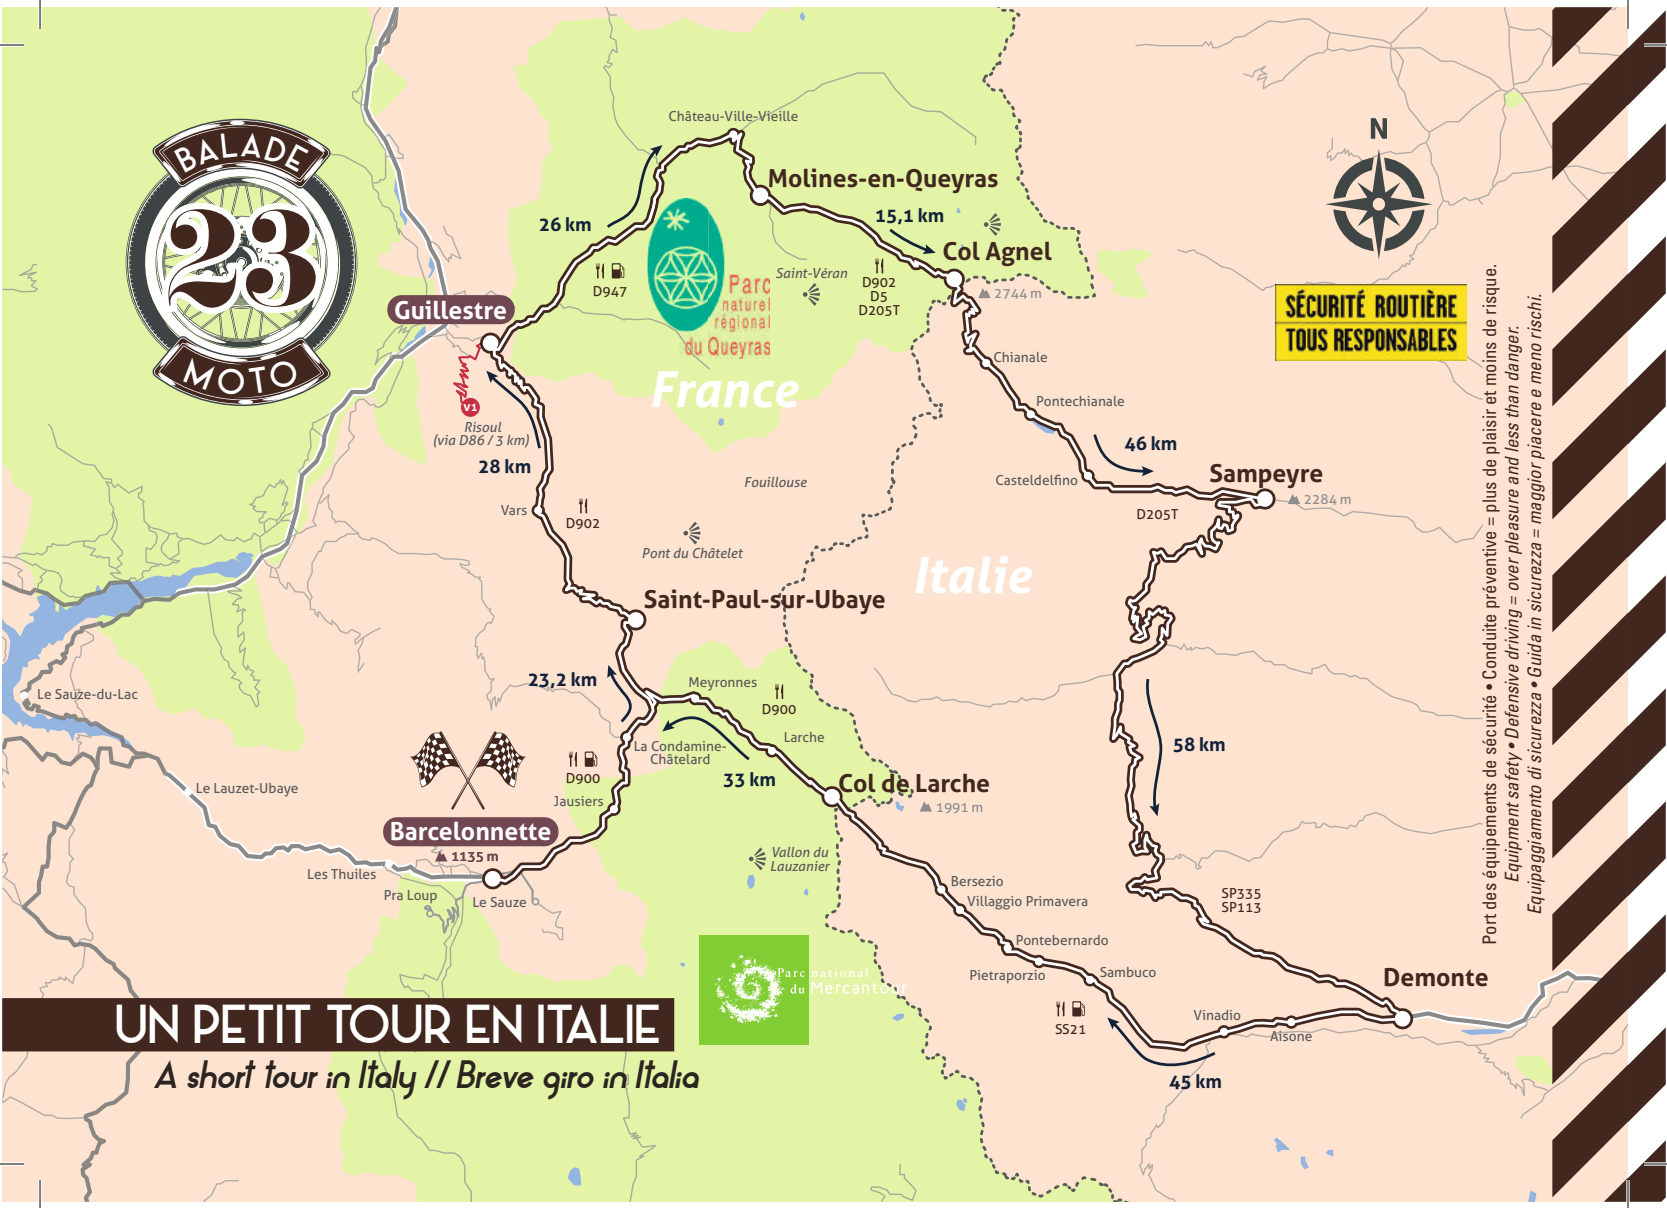 BALADE
23
MOTO
N
SÉCURITÉ ROUTIÈRE
TOUS RESPONSABLES
Château-Ville-Vieille
Molines-en-Queyras
26 km
15,1 km
Col Agnel
2744 m
D947
Saint-Véran
D902
D5
D205T
Parc
naturel
régional
du Queyras
Guillestre
France
Chianale
Pontechianale
46 km
V1
Risoul
(via D86 / 3 km)
28 km
Casteldelfino
Sampeyre
2284 m
D205T
Fouillouse
Vars
D902
Pont du Châtelet
Italie
Saint-Paul-sur-Ubaye
23,2 km
Meyronnes
D900
Le Sauze-du-Lac
La Condamine-
Châtelard
Larche
33 km
58 km
D900
Jausiers
Col de Larche
1991 m
Le Lauzet-Ubaye
Barcelonnette
1135 m
Vallon du
Lauzanier
Les Thuiles
Pra Loup
Le Sauze
Bersezio
Villaggio Primavera
SP335
SP113
Pontebernardo
Pietraporzio
Sambuco
Demonte
Parc national
du Mercantour
SS21
Vinadio
Aisone
45 km
UN PETIT TOUR EN ITALIE
A short tour in Italy // Breve giro in Italia
Port des équipements de sécurité • Conduite préventive = plus de plaisir et moins de risque.
Equipment safety • Defensive driving = over pleasure and less than danger.
Equipaggiamento di sicurezza • Guida in sicurezza = maggior piacere e meno rischi.